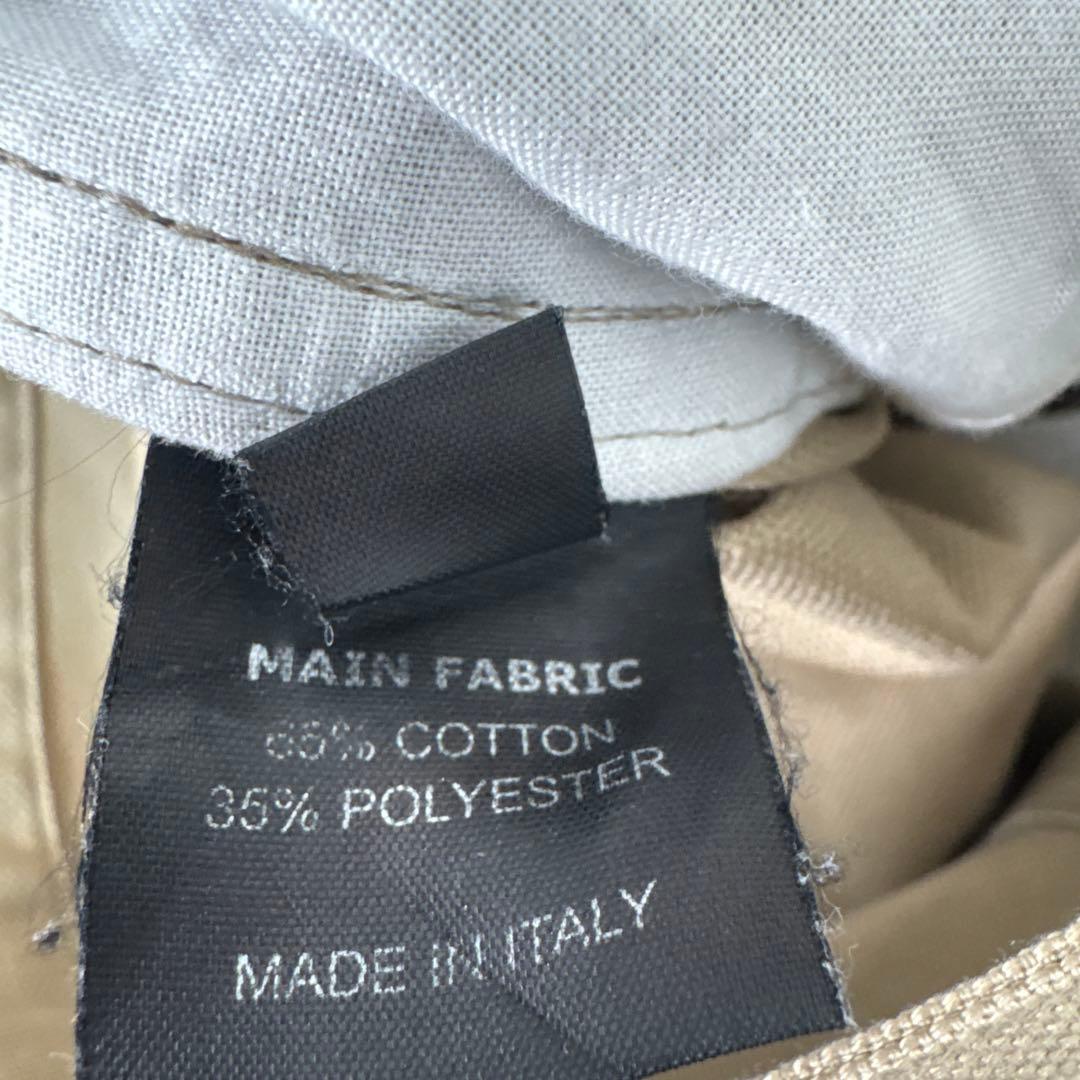 MAIN FABRIC
65% COTTON
35% POLYESTER
MADE IN ITALY